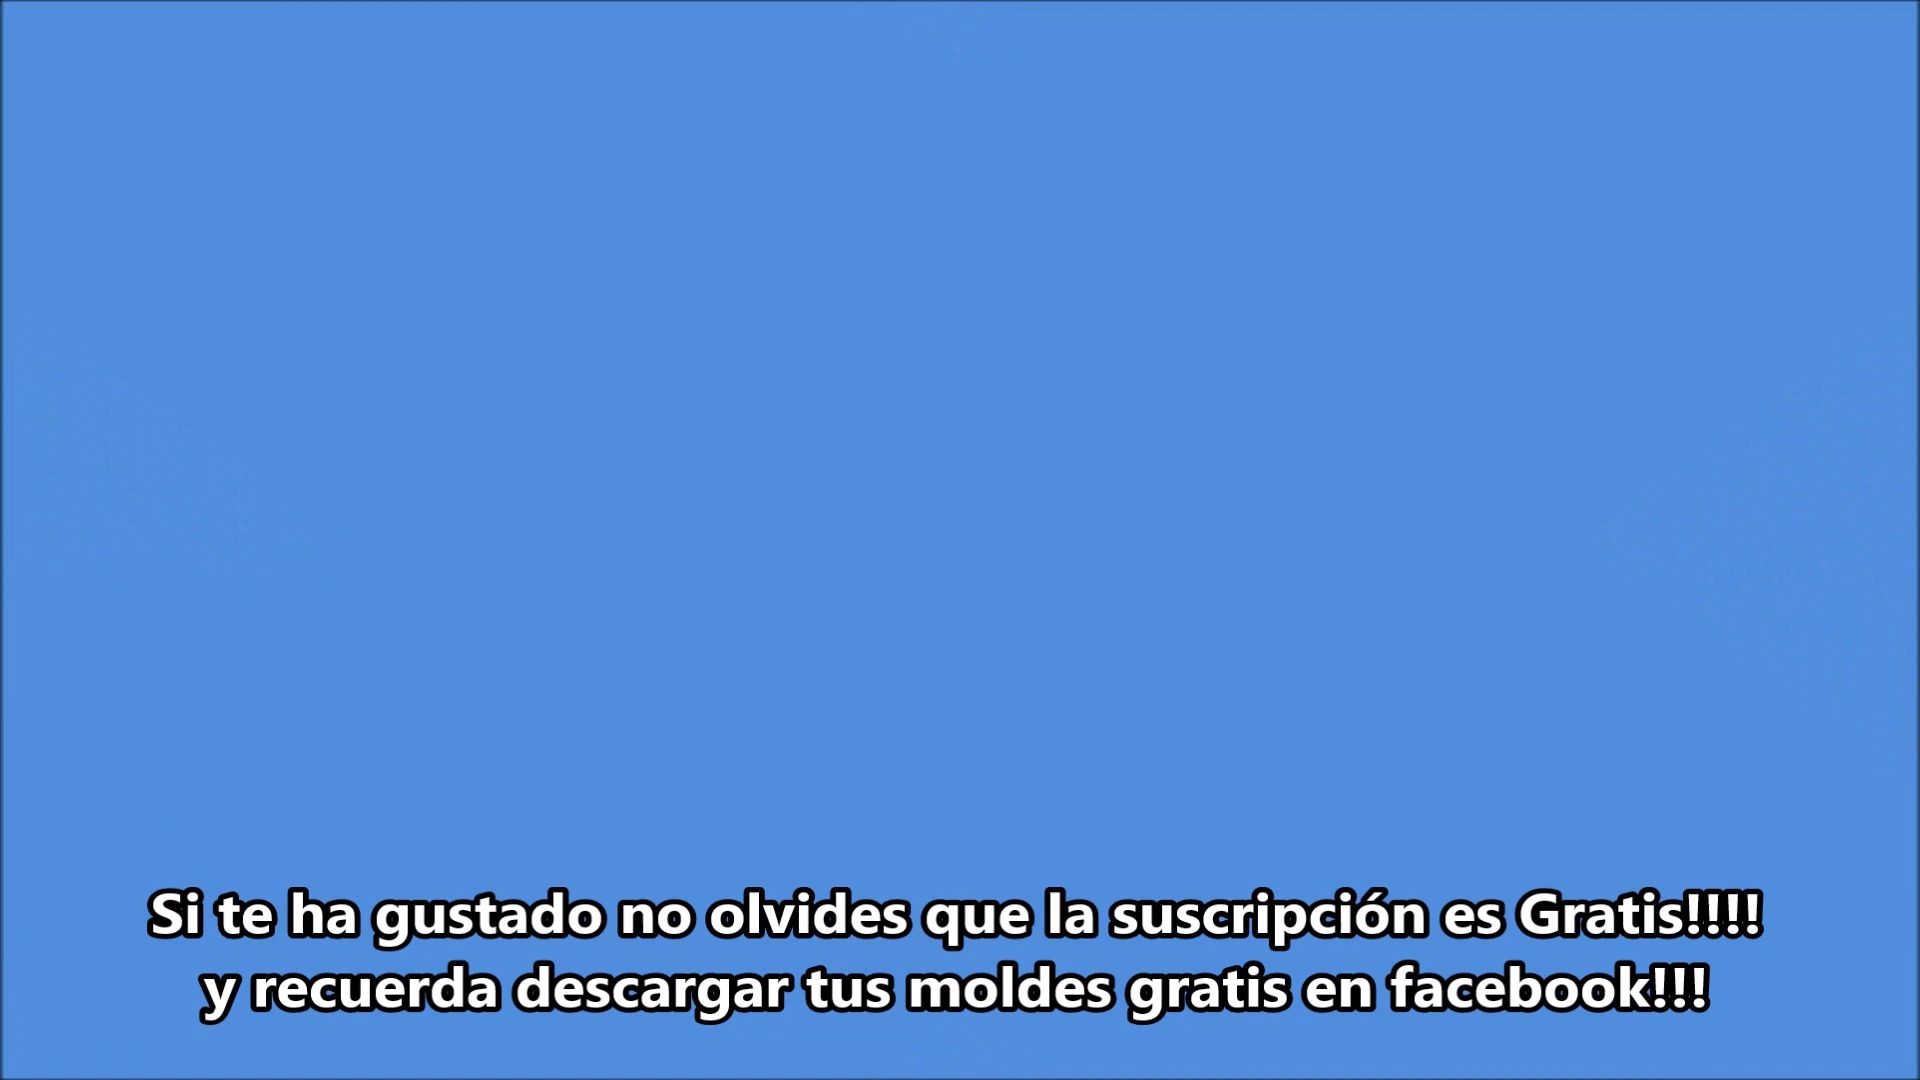 Si te ha gustado no olvides que la suscripción es Gratis!!!!
y recuerda descargar tus moldes gratis en facebook!!!